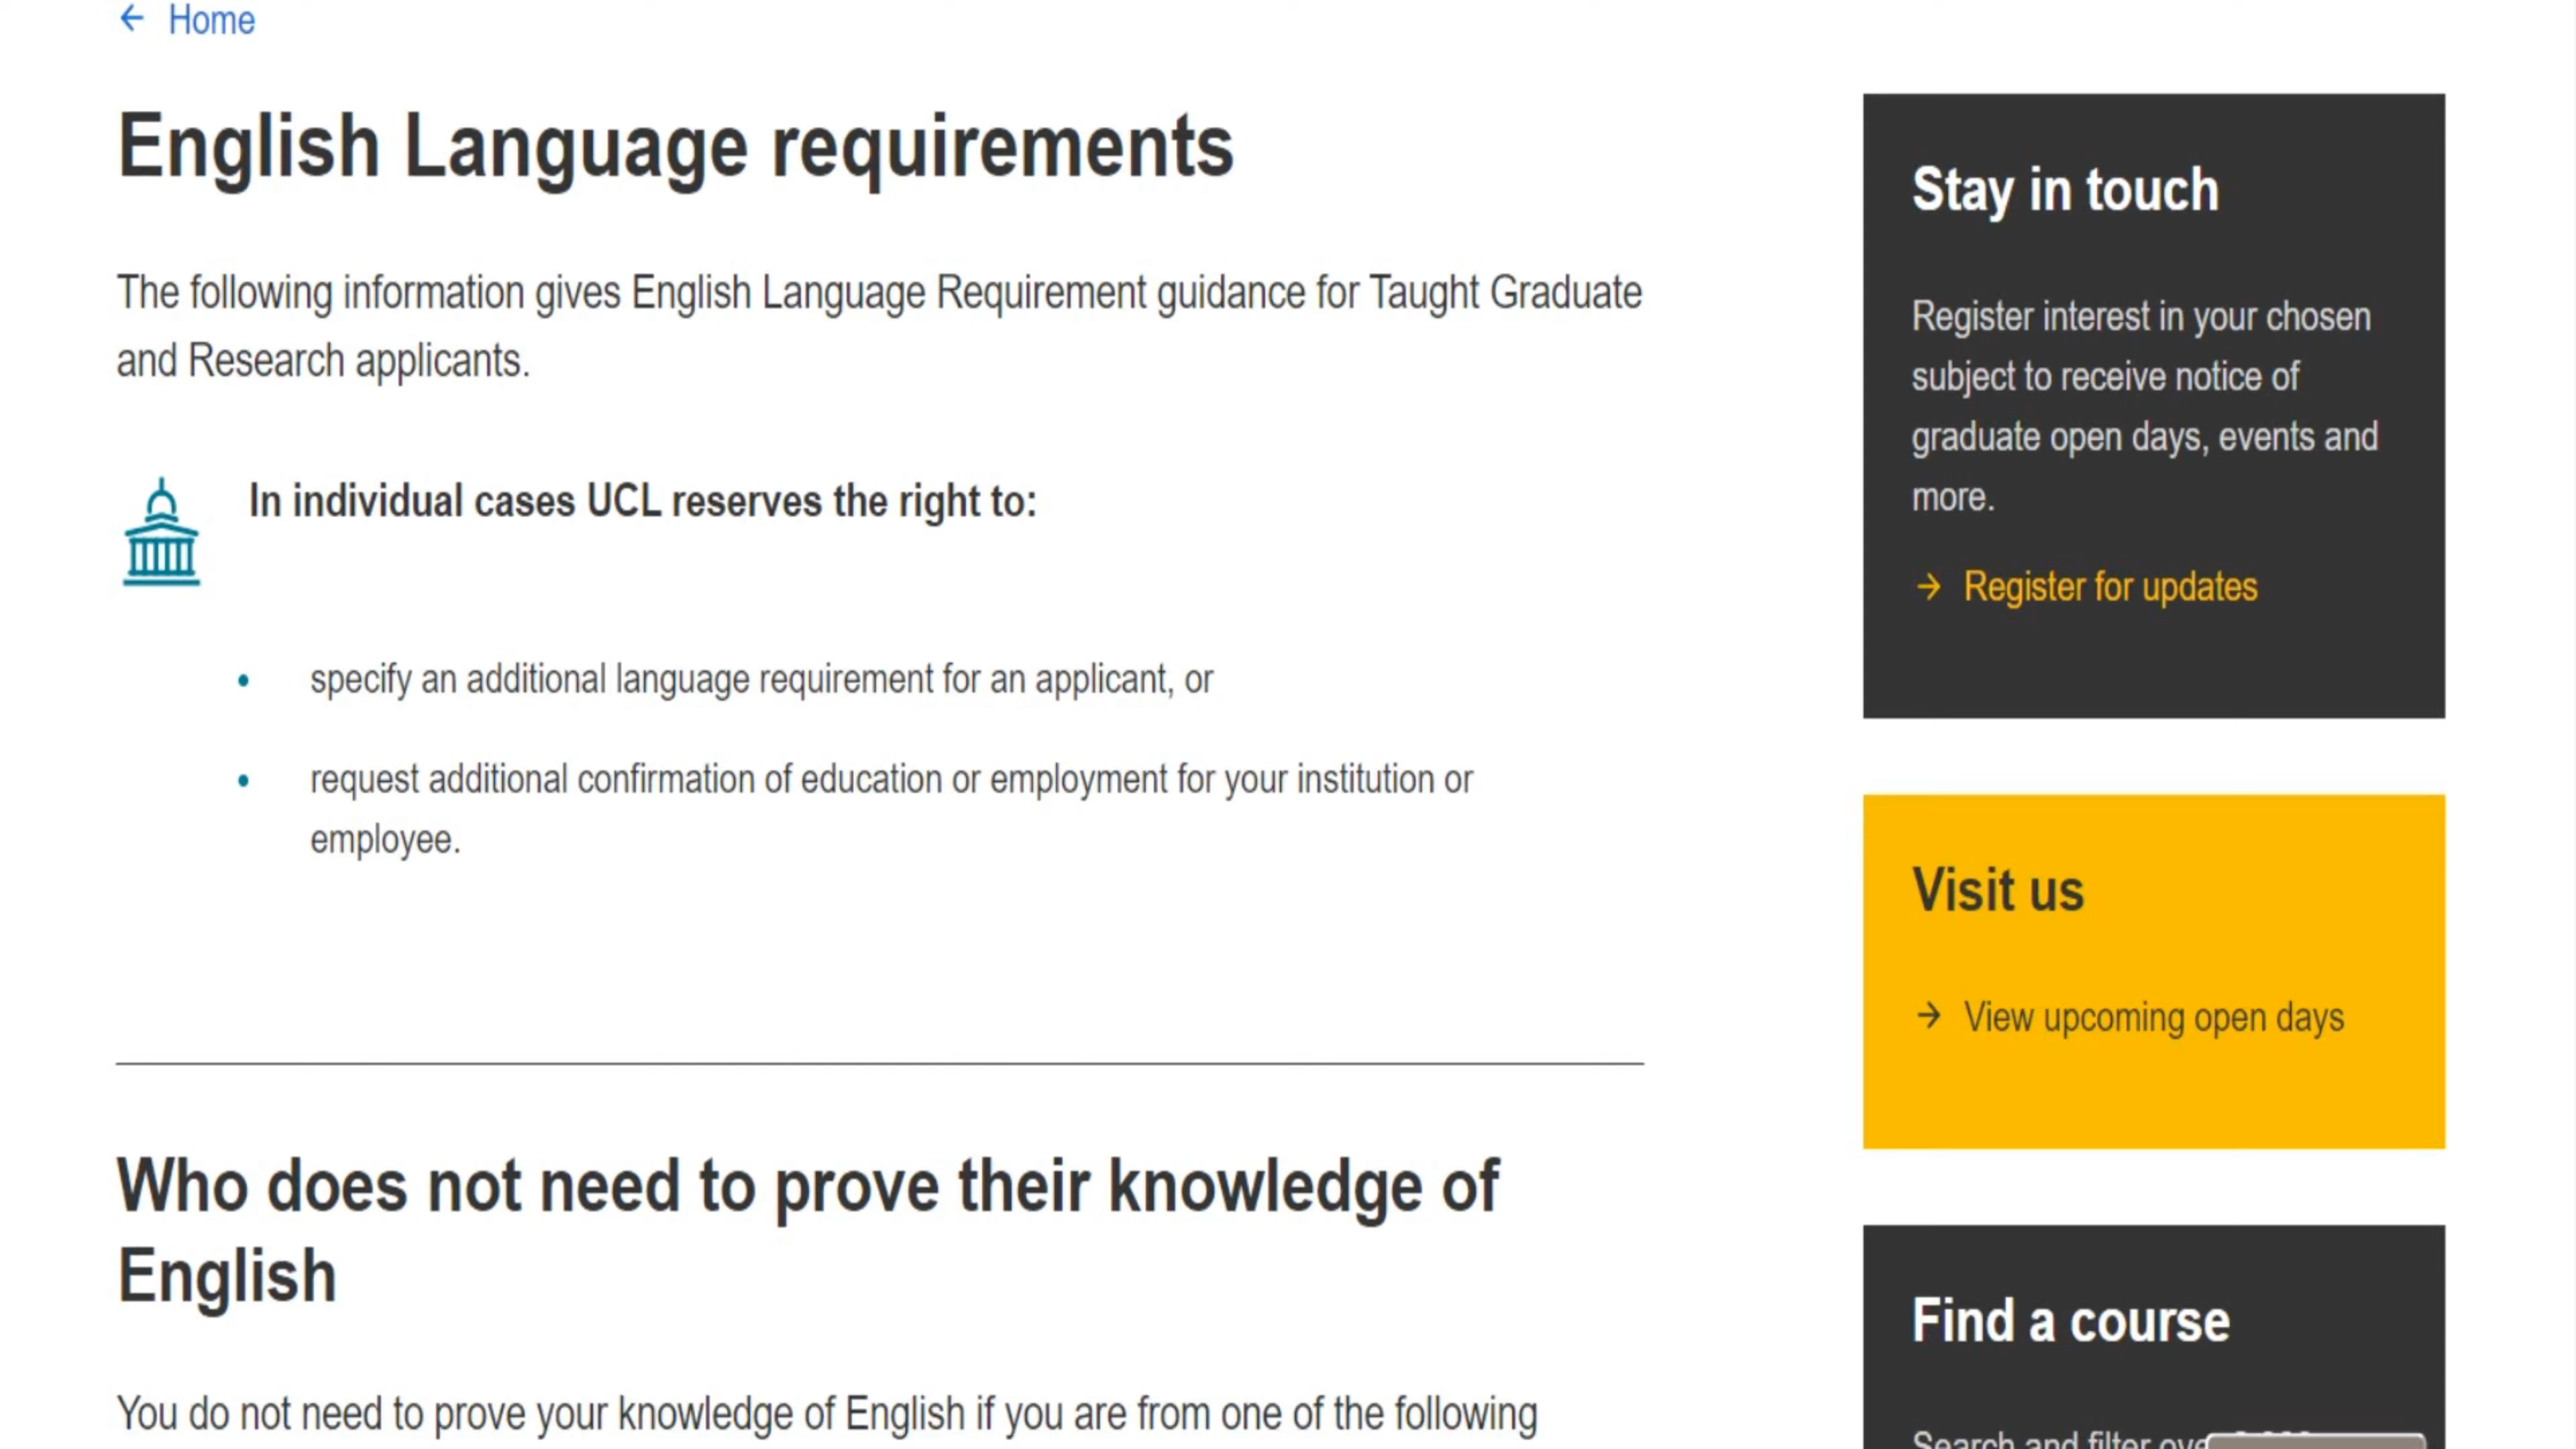 ← Home
English Language requirements
The following information gives English Language Requirement guidance for Taught Graduate
and Research applicants.
In individual cases UCL reserves the right to:
• specify an additional language requirement for an applicant, or
• request additional confirmation of education or employment for your institution or
employee.
Who does not need to prove their knowledge of
English
You do not need to prove your knowledge of English if you are from one of the following
Stay in touch
Register interest in your chosen
subject to receive notice of
graduate open days, events and
more.
→ Register for updates
Visit us
→ View upcoming open days
Find a course
Search and filter